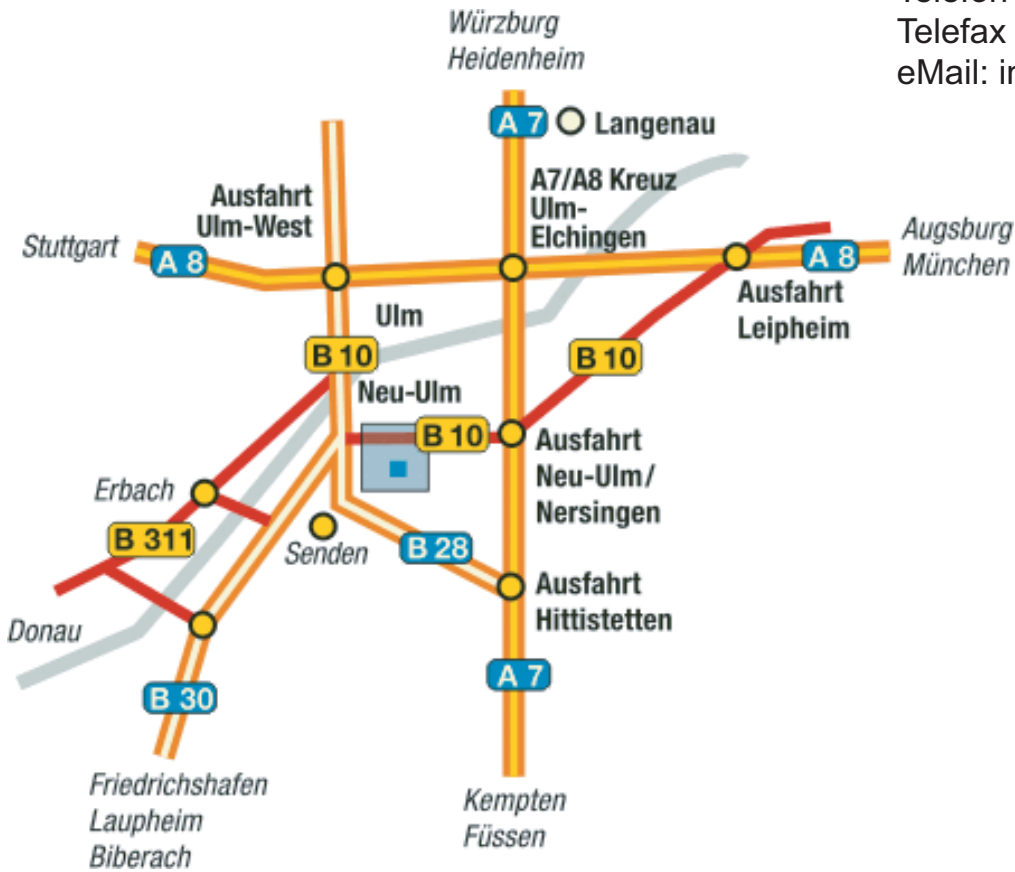 Telefon
Telefax
eMail:
Würzburg
Heidenheim
A 7
Langenau
Ausfahrt
Ulm-West
A7/A8 Kreuz
Ulm-
Elchingen
Stuttgart
A 8
A 8
Augsburg
München
Ausfahrt
Leipheim
Ulm
B 10
B 10
Neu-Ulm
B 10
Ausfahrt
Neu-Ulm/
Nersingen
Erbach
B 311
Senden
B 28
Ausfahrt
Hittistetten
Donau
B 30
A 7
Friedrichshafen
Laupheim
Biberach
Kempten
Füssen